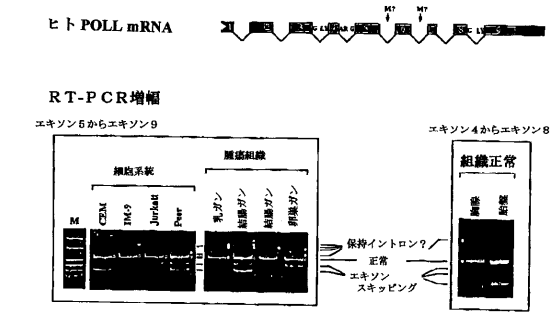 ヒト POLL mRNA
M? M?
RT-PCR増幅
エキソン5からエキソン9
エキソン4からエキソン8
細胞系統
腫瘍組織
組織正常
M
CEM
IM-9
Jurkatt
Peer
乳ガン
結腸ガン
結腸ガン
卵巣ガン
胸腺
胎盤
保持イントロン?
正常
エキソン
スキッピング